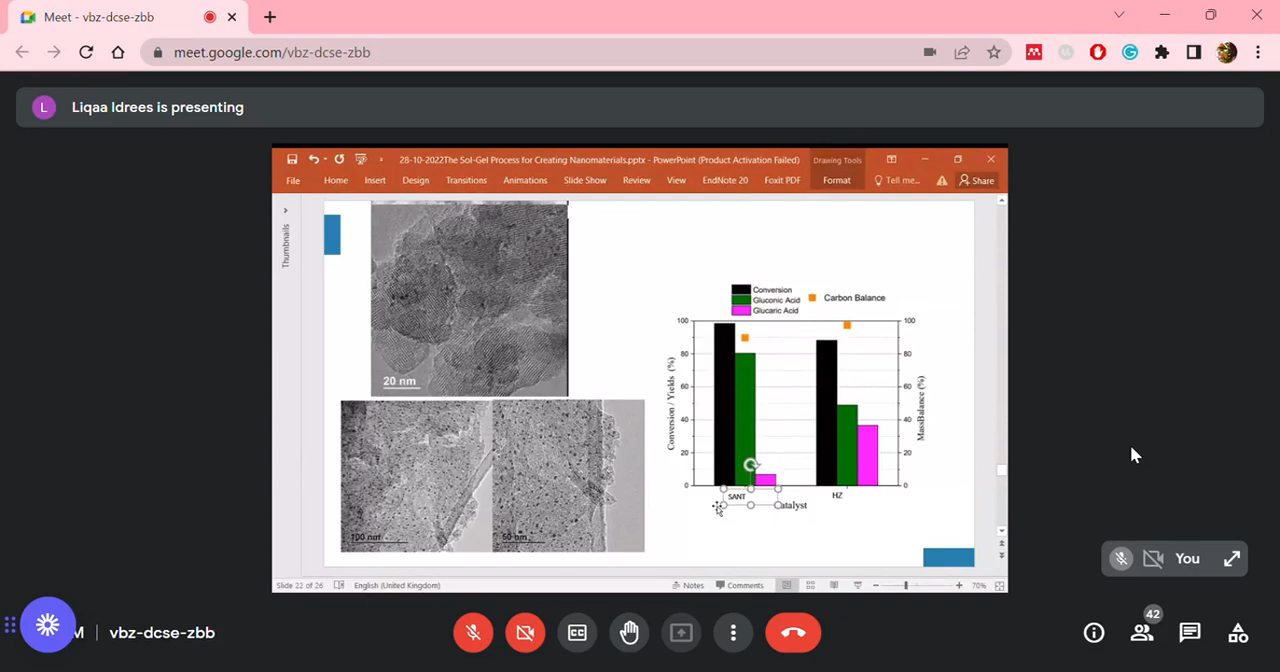 Meet - vbz-dcse-zbb
meet.google.com/vbz-dcse-zbb
L Liqaa Idrees is presenting
28-10-2022The Sol-Gel Process for Creating Nanomaterials.pptx - PowerPoint (Product Activation Failed) Drawing Tools
File Home Insert Design Transitions Animations Slide Show Review View EndNote 20 Foxit PDF Format Tell me... Share
Thumbnails
20 nm
100 nm
50 nm
Conversion
Gluconic Acid
Glucaric Acid
Carbon Balance
Conversion / Yields (%)
100
80
60
40
20
0
MassBalance (%)
100
80
60
40
20
0
SANT HZ
atalyst
Slide 22 of 26 English (United Kingdom) Notes Comments 70%
You
M | vbz-dcse-zbb
42